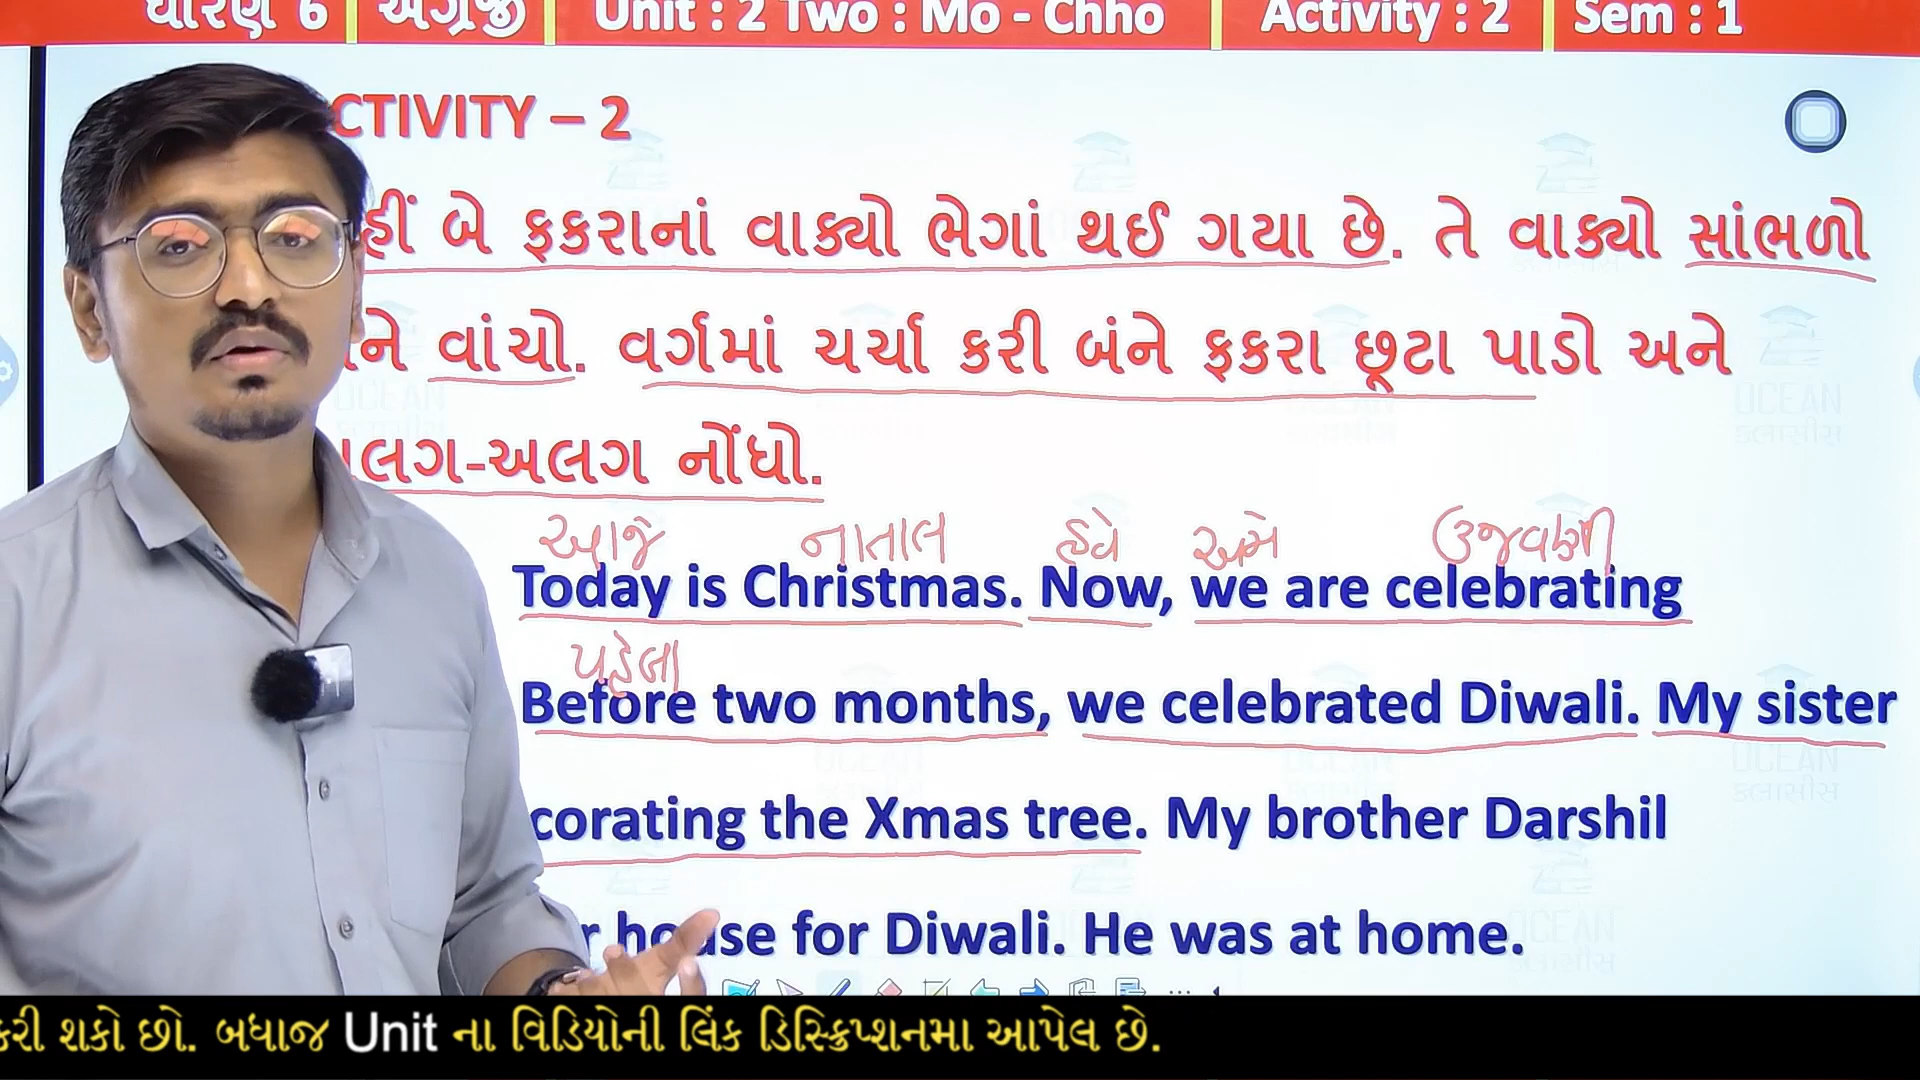 ધોરણ 6 અંગ્રેજી Unit : 2 Two : Mo - Chho Activity : 2 Sem : 1
CTIVITY – 2
હીં બે ફકરાનાં વાક્યો ભેગાં થઈ ગયા છે. તે વાક્યો સાંભળો
ને વાંચો. વર્ગમાં ચર્ચા કરી બંને ફકરા છૂટા પાડો અને
લગ-અલગ નોંધો.
આજે નાતાલ હવે અમે ઉજવણી
Today is Christmas. Now, we are celebrating
પહેલા
Before two months, we celebrated Diwali. My sister
corating the Xmas tree. My brother Darshil
r house for Diwali. He was at home.
કરી શકો છો. બધાજ Unit ના વિડિયોની લિંક ડિસ્ક્રિપ્શનમા આપેલ છે.
OCEAN
ક્લાસીસ